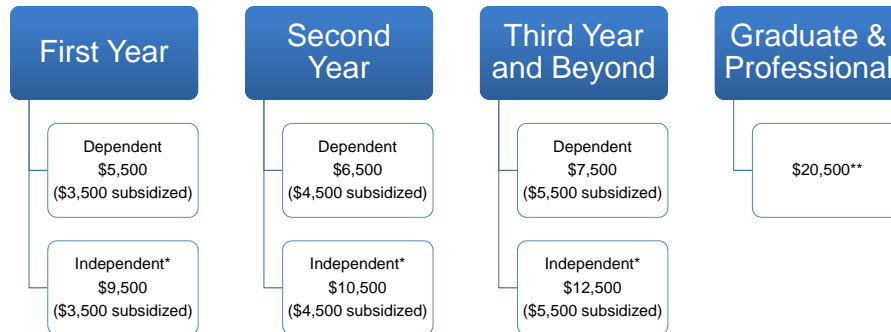 First Year
Dependent
$5,500
($3,500 subsidized)
Independent*
$9,500
($3,500 subsidized)
Second
Year
Dependent
$6,500
($4,500 subsidized)
Independent*
$10,500
($4,500 subsidized)
Third Year
and Beyond
Dependent
$7,500
($5,500 subsidized)
Independent*
$12,500
($5,500 subsidized)
Graduate &
Professional
$20,500**